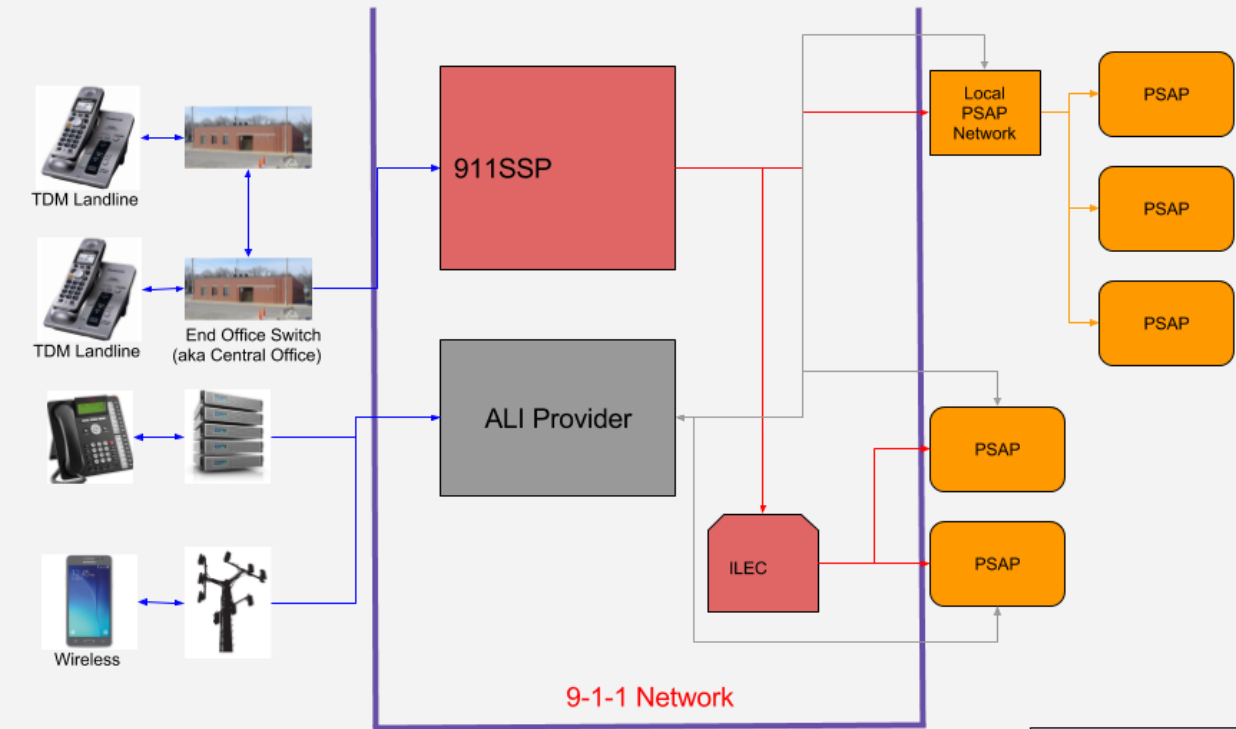 TDM Landline
TDM Landline
End Office Switch
(aka Central Office)
Wireless
911SSP
ALI Provider
ILEC
9-1-1 Network
Local
PSAP
Network
PSAP
PSAP
PSAP
PSAP
PSAP